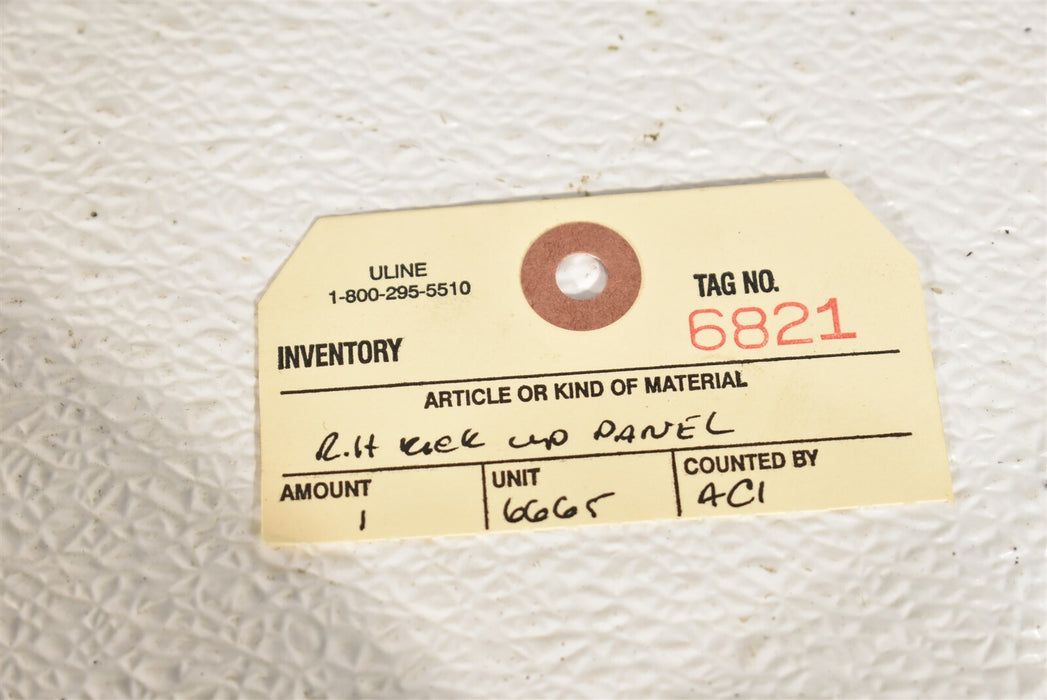 ULINE
1-800-295-5510
TAG NO.
6821
INVENTORY
ARTICLE OR KIND OF MATERIAL
R.H KICK UP PANEL
AMOUNT
1
UNIT
6665
COUNTED BY
ACI